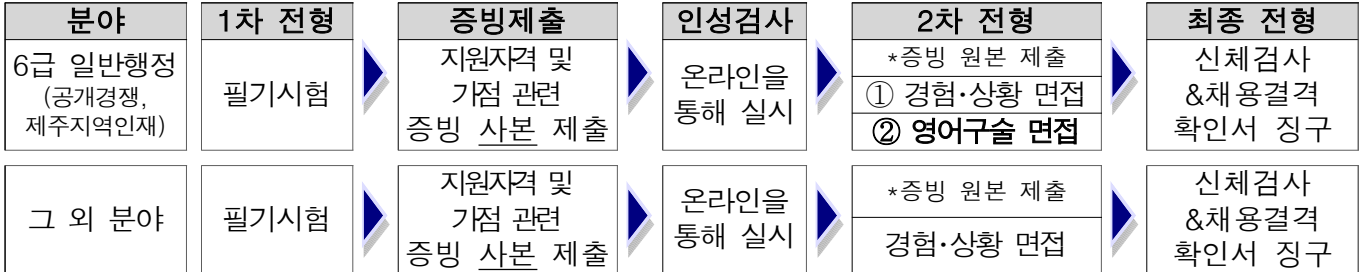 분야 1차 전형 증빙제출 인성검사 2차 전형 최종 전형
6급 일반행정
(공개경쟁,
제주지역인재)
필기시험
지원자격 및
가점 관련
증빙 사본 제출
온라인을
통해 실시
*증빙 원본 제출
① 경험·상황 면접
② 영어구술 면접
신체검사
&채용결격
확인서 징구
그 외 분야
필기시험
지원자격 및
가점 관련
증빙 사본 제출
온라인을
통해 실시
*증빙 원본 제출
경험·상황 면접
신체검사
&채용결격
확인서 징구